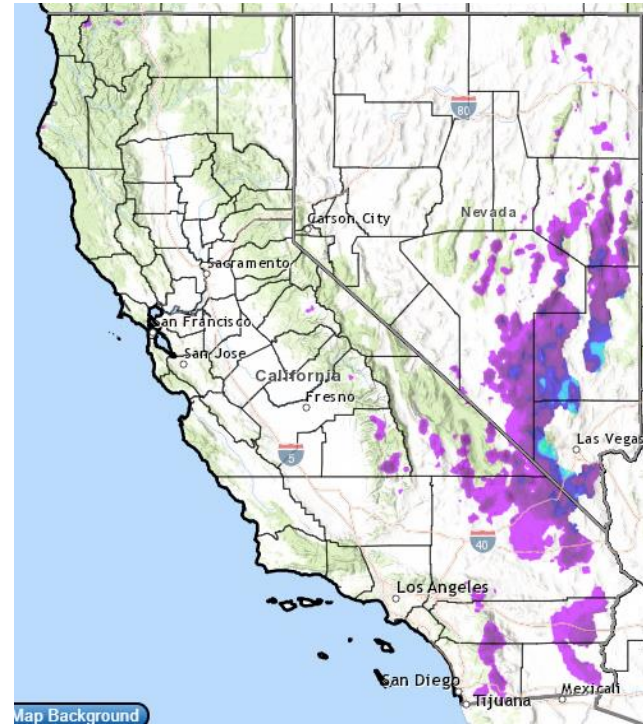 80
Carson City
Nevada
Sacramento
San Francisco
San Jose
California
Fresno
5
Las Vegas
40
Los Angeles
San Diego
Tijuana
Mexicali
Map Background